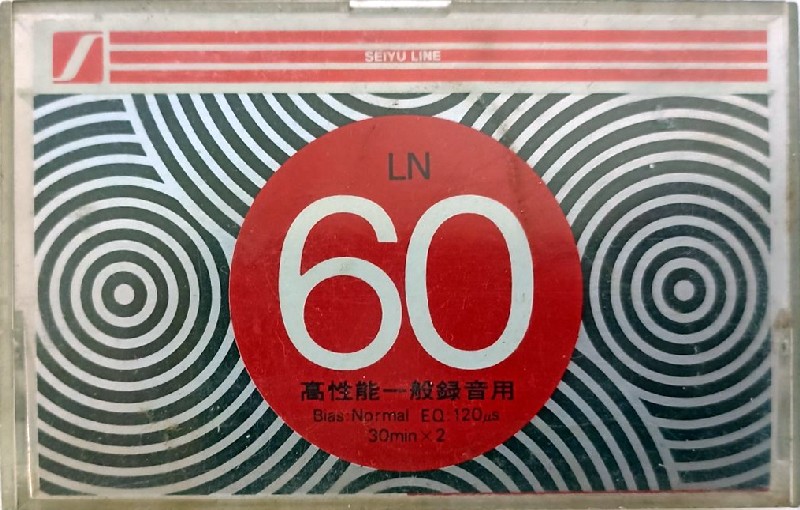 SEIYU LINE
LN
60
高性能一般録音用
Bias:Normal EQ:120μs
30min×2